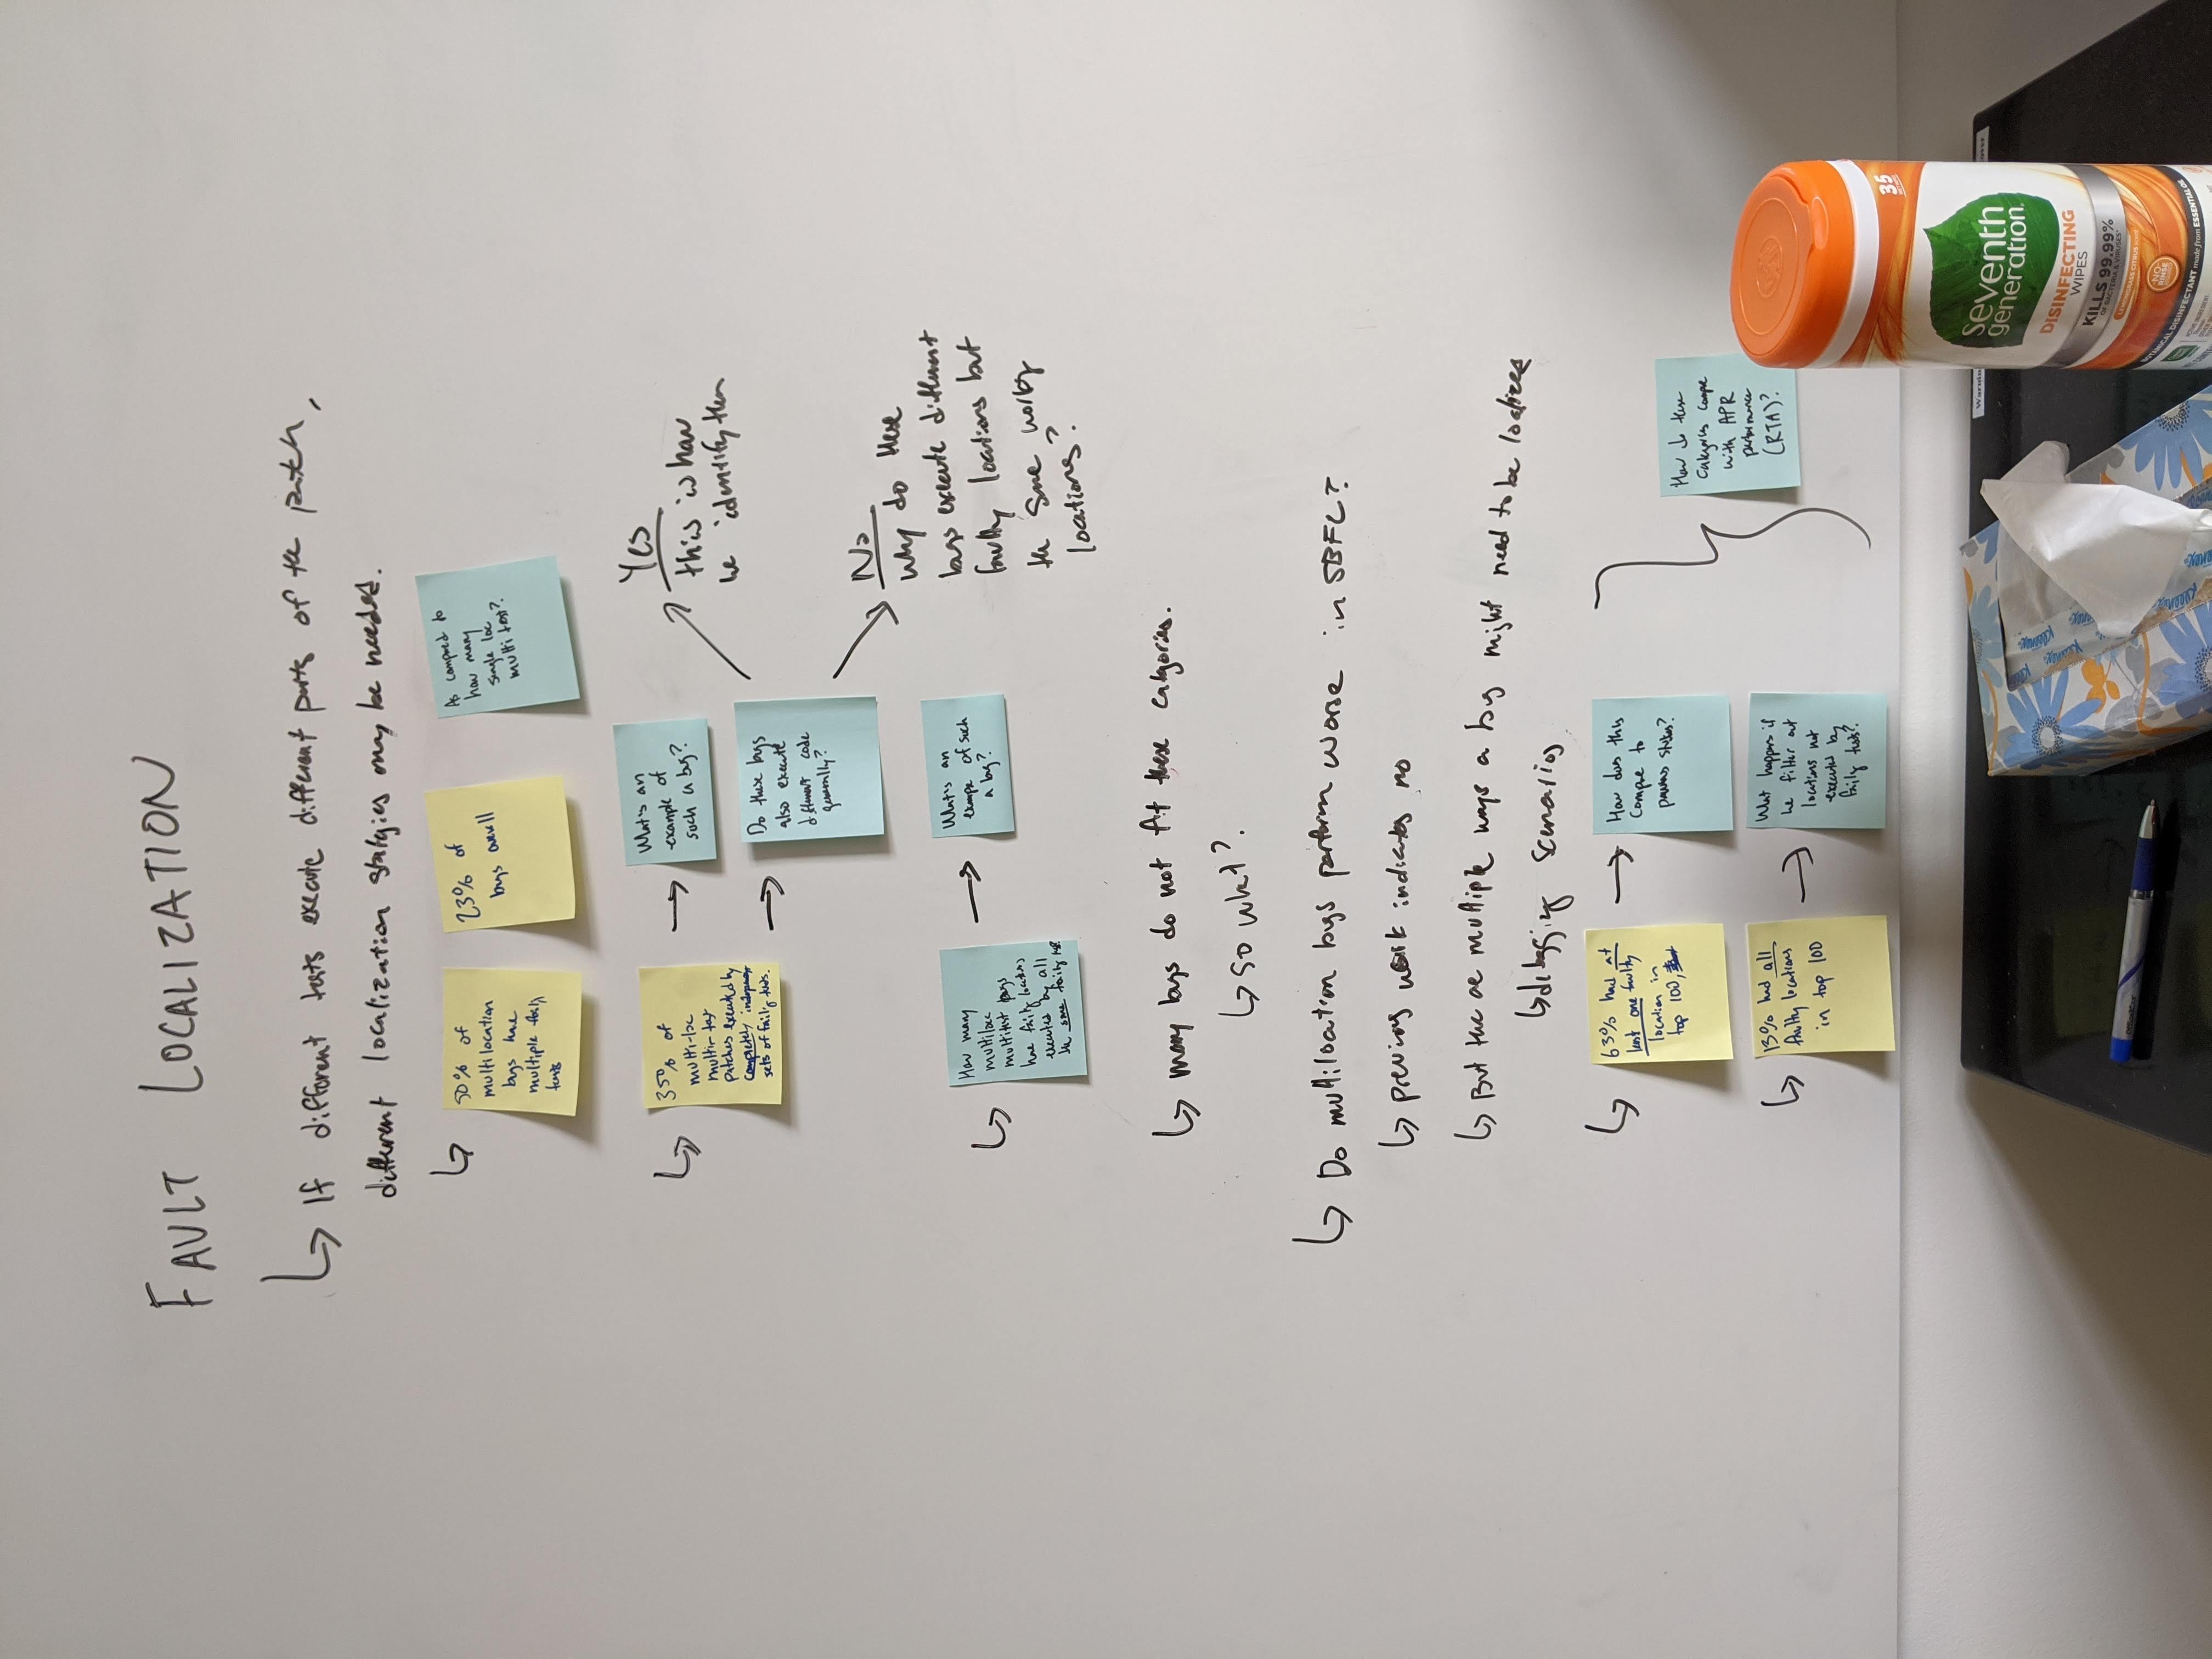 FAULT LOCALIZATION
If different tests execute different parts of the patch,
different localization stratgies may be needed.
50% of
multilocation
bugs have
multiple failing
tests
23% of
bugs overall
As compared to
how many
single loc
multi test?
35% of
multi-loc
multi-test
patches executed by
completely independent
sets of failing tests.
What's an
example of
such a bug?
Do these bugs
also execute
different code
generally?
Yes
this is how
we identify them
No
Why do these
bugs execute different
faulty locations but
the same working
locations?
How many
multiloc
multitest bugs
have faulty locations
executed by all
the same failing tests?
What's an
example of such
a bug?
many bugs do not fit these catgories.
so what?
Do multilocation bugs perform worse in SBFL?
previous work indicates no
But there are multiple ways a bug might need to be localized
debugging scenarios
63% had at
least one faulty
location in
top 100,
How does this
compare to
previous studies?
13% had all
faulty locations
in top 100
What happens if
we filter out
locations not
executed by
failing tests?
How do these
categories compare
with APR
performance
(RTA)?
35
seventh
generation
DISINFECTING
WIPES
KILLS 99.99%
OF BACTERIA & VIRUSES*
LEMONGRASS CITRUS SCENT
NO
RINSE
BOTANICAL DISINFECTANT made from ESSENTIAL OIL
Kleenex
Kleenex
Kleenex
OfficeMax